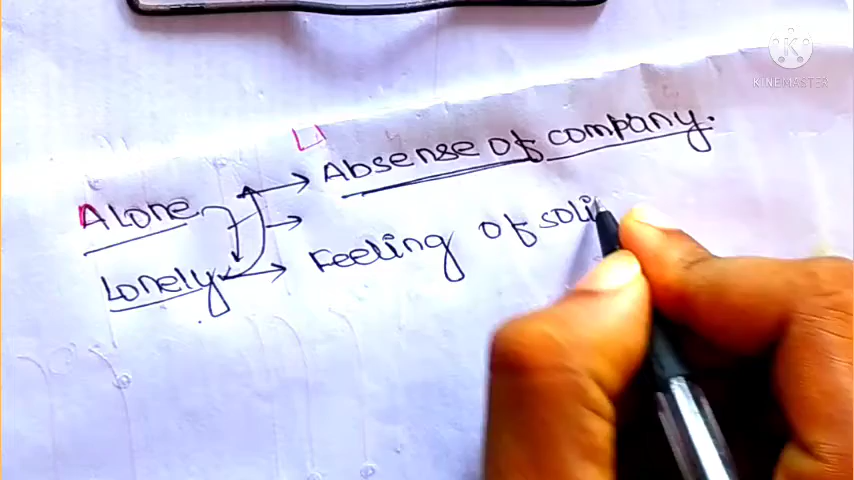 KINEMASTER
Absense of company.
Alone
Feeling of soli
Lonely